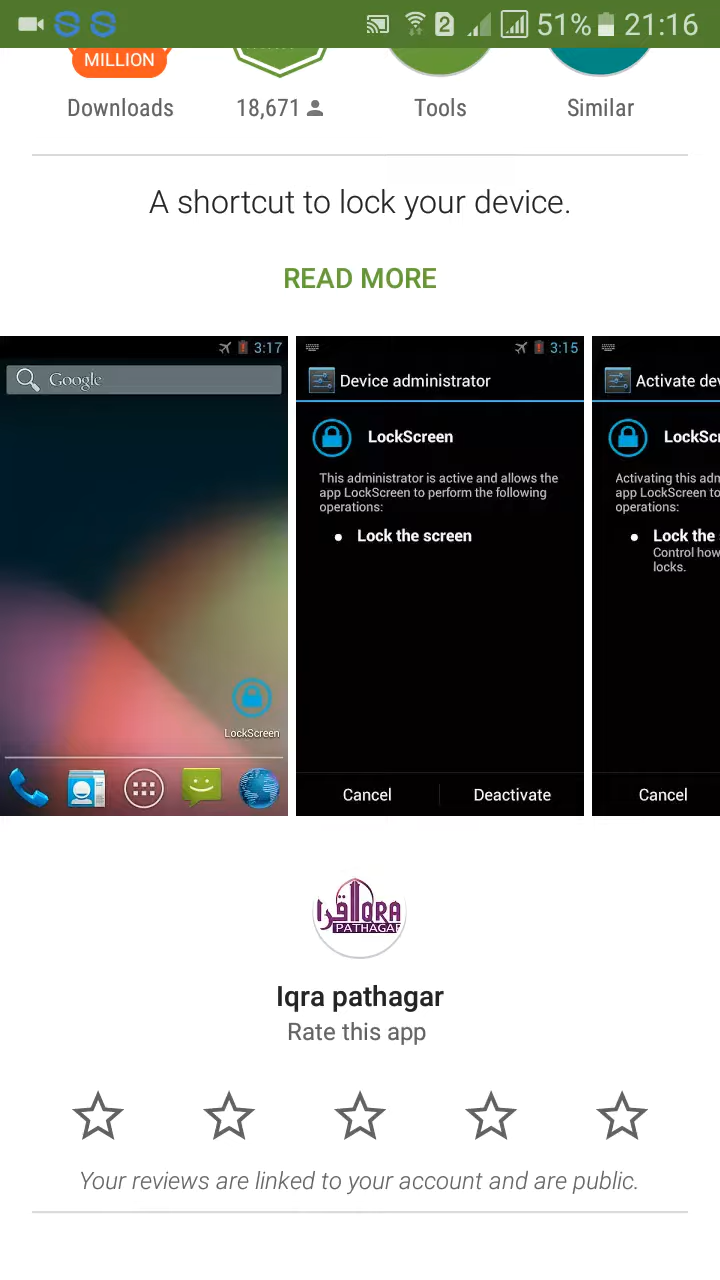 2 51% 21:16
MILLION
Downloads 18,671 Tools Similar
A shortcut to lock your device.
READ MORE
3:17
Google
LockScreen
3:15
Device administrator
LockScreen
This administrator is active and allows the
app LockScreen to perform the following
operations:
Lock the screen
Cancel Deactivate
Activate dev
LockScr
Activating this adm
app LockScreen to
operations:
Lock the
Control how
locks.
Cancel
اقرا IQRA
PATHAGAR
Iqra pathagar
Rate this app
Your reviews are linked to your account and are public.